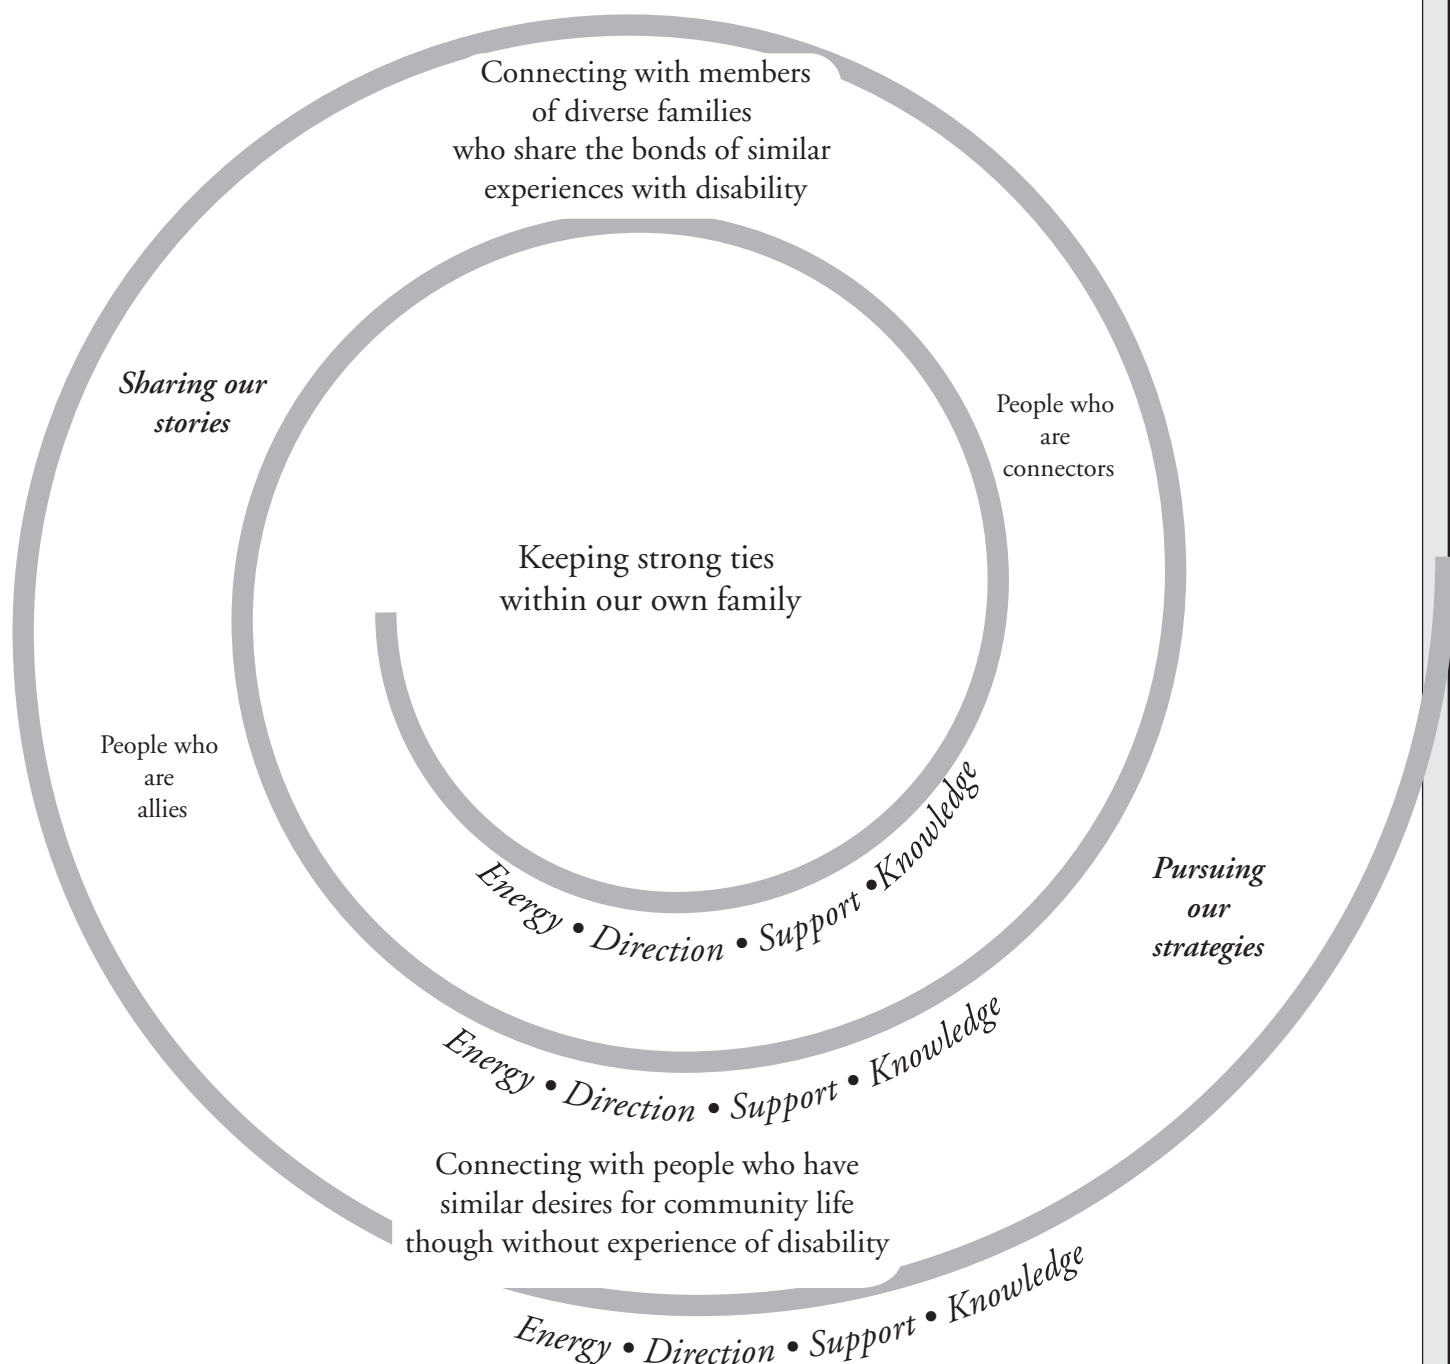 Connecting with members
of diverse families
who share the bonds of similar
experiences with disability
Sharing our
stories
People who
are
connectors
Keeping strong ties
within our own family
People who
are
allies
Energy • Direction • Support •Knowledge
Pursuing
our
strategies
Energy • Direction • Support • Knowledge
Connecting with people who have
similar desires for community life
though without experience of disability
Energy • Direction • Support • Knowledge